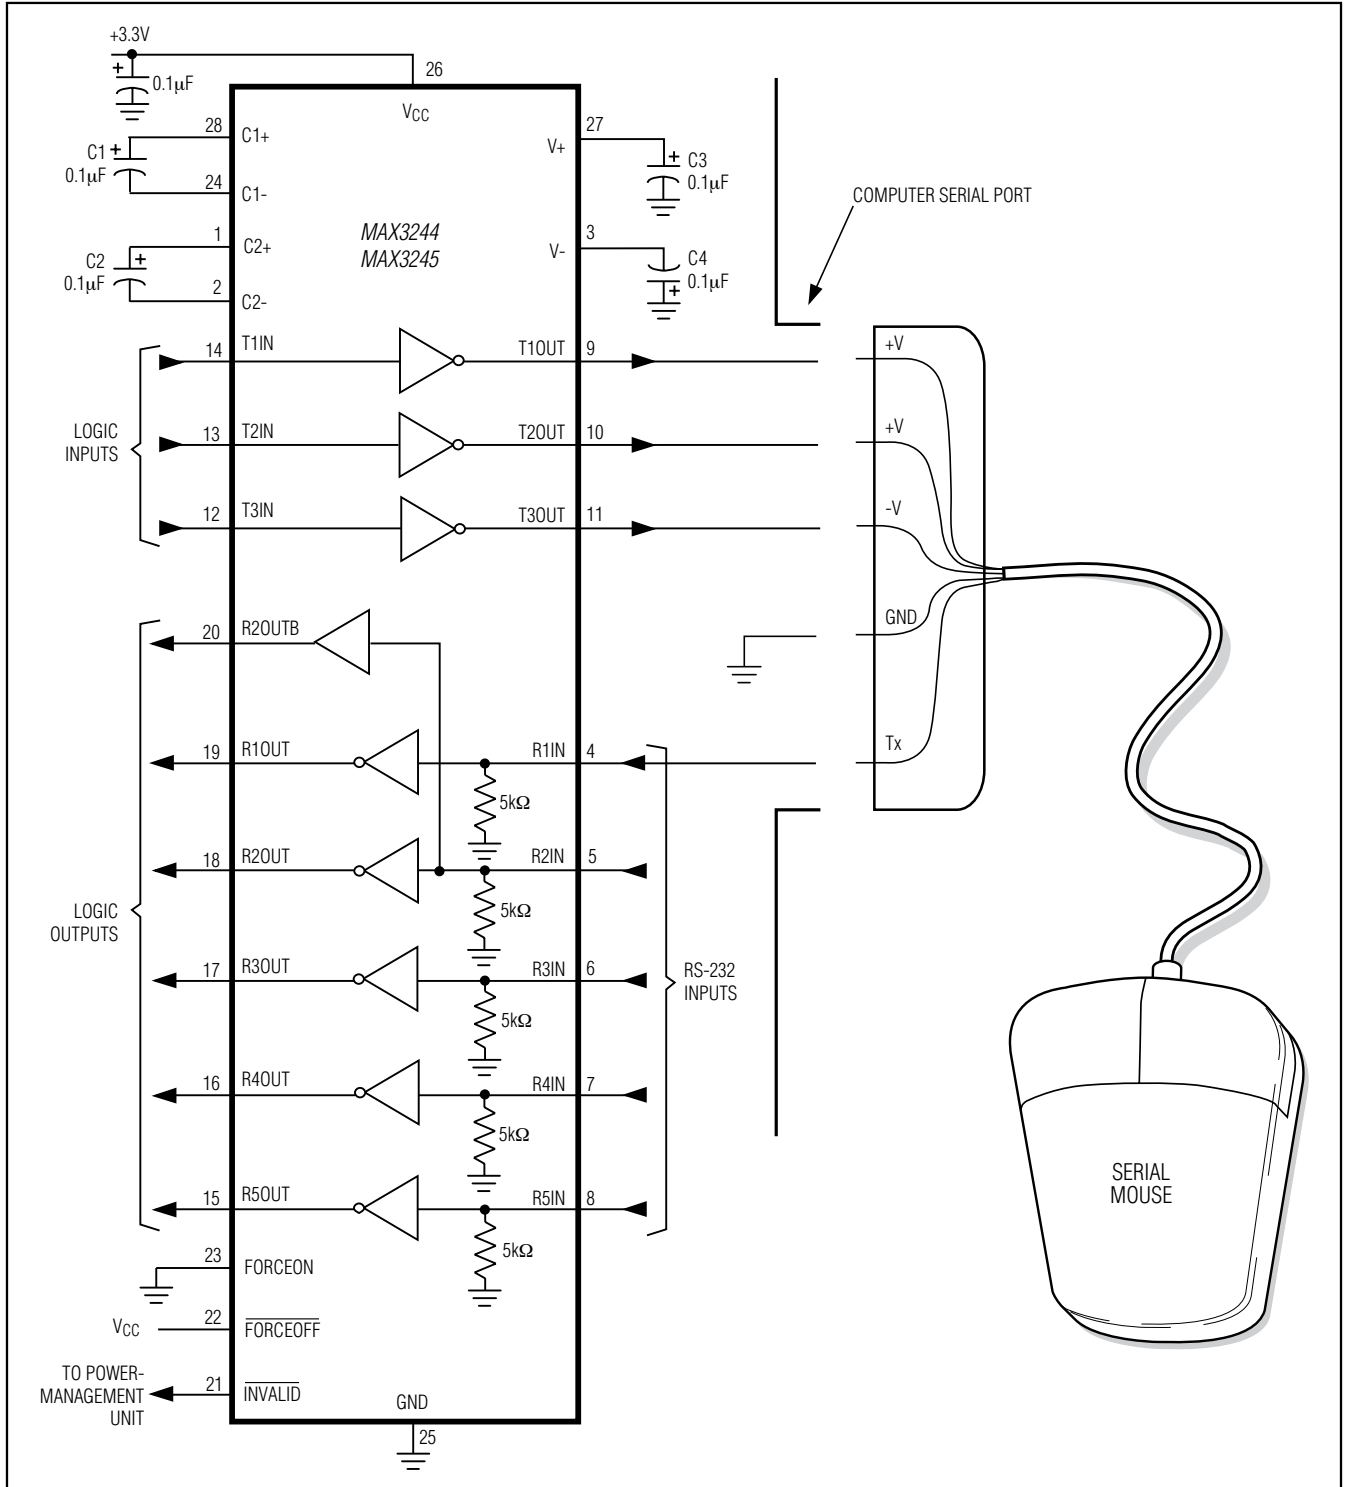 +3.3V
+
0.1μF
26
VCC
28
C1+
C1
+
0.1μF
24
C1-
1
C2+
C2
+
0.1μF
2
C2-
MAX3244
MAX3245
27
V+
+
C3
0.1μF
3
V-
C4
0.1μF
+
COMPUTER SERIAL PORT
LOGIC
INPUTS
14
T1IN
T1OUT
9
13
T2IN
T2OUT
10
12
T3IN
T3OUT
11
+V
+V
-V
GND
Tx
LOGIC
OUTPUTS
20
R2OUTB
19
R1OUT
R1IN
4
5kΩ
18
R2OUT
R2IN
5
5kΩ
17
R3OUT
R3IN
6
5kΩ
16
R4OUT
R4IN
7
5kΩ
15
R5OUT
R5IN
8
5kΩ
RS-232
INPUTS
23
FORCEON
VCC
22
FORCEOFF
TO POWER-
MANAGEMENT
UNIT
21
INVALID
GND
25
SERIAL
MOUSE